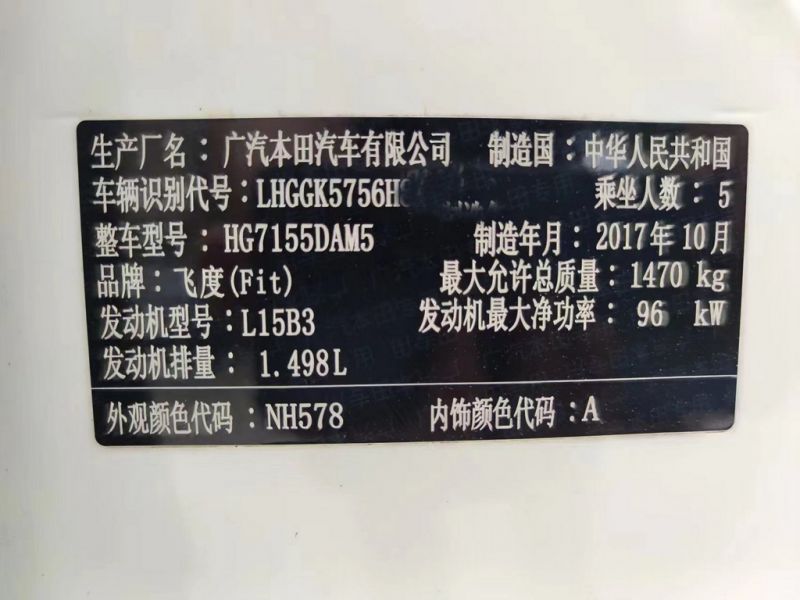 生产厂名：广汽本田汽车有限公司 制造国：中华人民共和国
车辆识别代号：LHGGK5756H 乘坐人数：5
整车型号：HG7155DAM5 制造年月：2017年10月
品牌：飞度(Fit) 最大允许总质量：1470 kg
发动机型号：L15B3 发动机最大净功率：96 kW
发动机排量：1.498L
外观颜色代码：NH578 内饰颜色代码：A